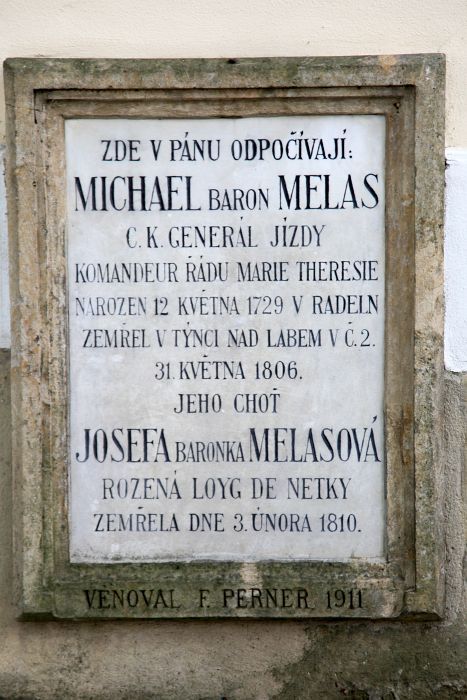 ZDE V PÁNU ODPOČÍVAJÍ:
MICHAEL BARON MELAS
C. K. GENERÁL JÍZDY
KOMANDEUR ŘÁDU MARIE THERESIE
NAROZEN 12 KVĚTNA 1729 V RADELN
ZEMŘEL V TÝNCI NAD LABEM V Č. 2.
31. KVĚTNA 1806.
JEHO CHOŤ
JOSEFA BARONKA MELASOVÁ
ROZENÁ LOYG DE NETKY
ZEMŘELA DNE 3. ÚNORA 1810.
VĚNOVAL F. PERNER 1911